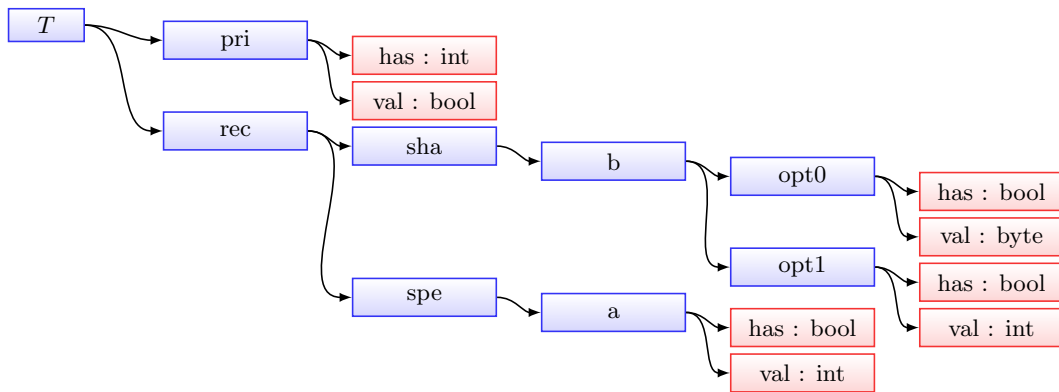 T
pri
has : int
val : bool
rec
sha
b
opt0
has : bool
val : byte
opt1
has : bool
val : int
spe
a
has : bool
val : int